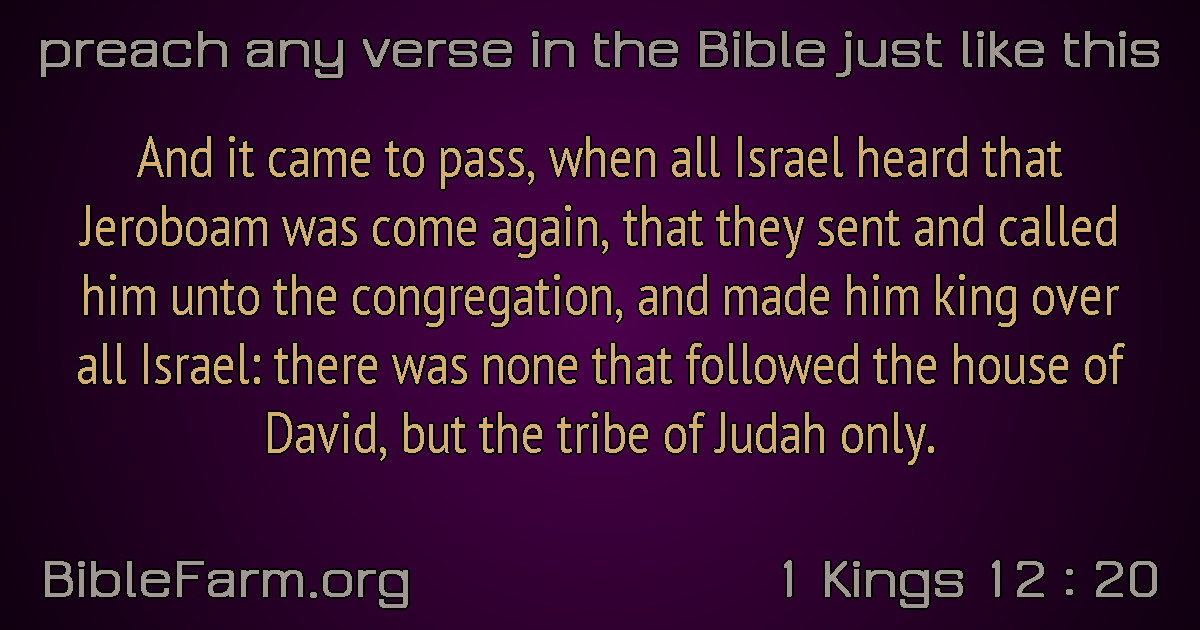 preach any verse in the Bible just like this
And it came to pass, when all Israel heard that
Jeroboam was come again, that they sent and called
him unto the congregation, and made him king over
all Israel: there was none that followed the house of
David, but the tribe of Judah only.
BibleFarm.org
1 Kings 12 : 20